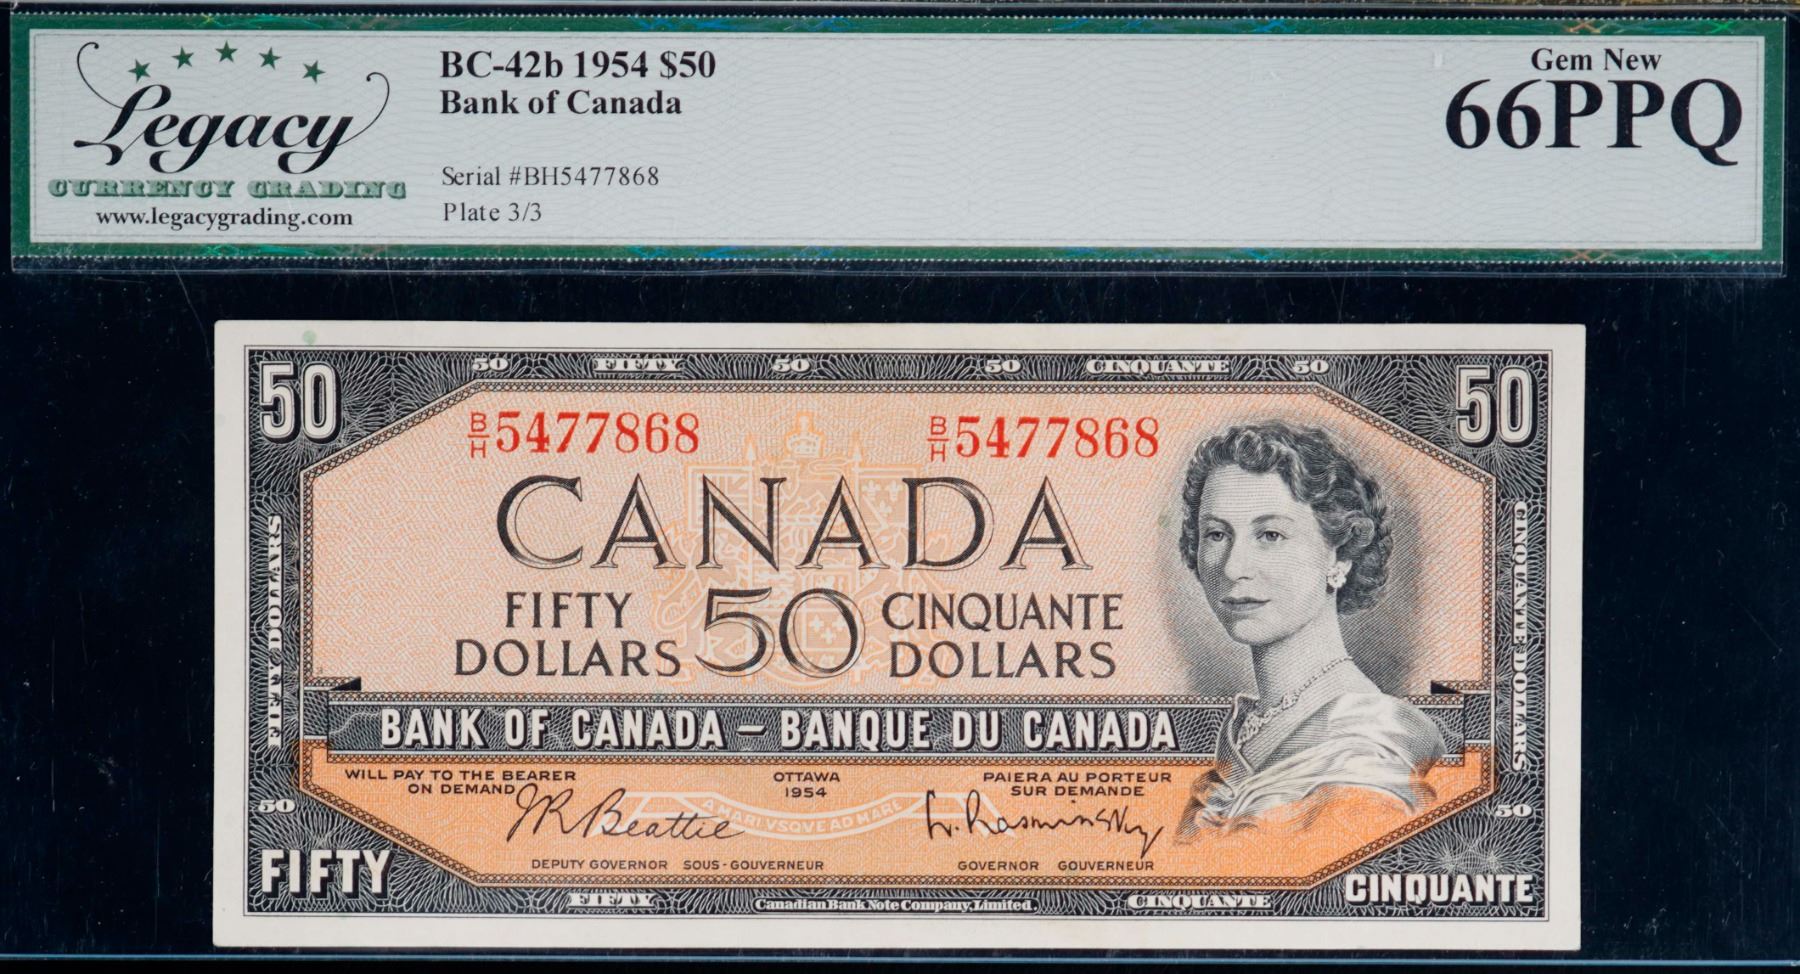 Legacy
CURRENCY GRADING
www.legacygrading.com
BC-42b 1954 $50
Bank of Canada
Serial #BH5477868
Plate 3/3
Gem New
66PPQ
50 FIFTY 50 50 CINQUANTE 50
50 50
B/H 5477868 B/H 5477868
CANADA
FIFTY 50 CINQUANTE
DOLLARS DOLLARS
FIFTY DOLLARS
CINQUANTE DOLLARS
BANK OF CANADA – BANQUE DU CANADA
WILL PAY TO THE BEARER OTTAWA PAIERA AU PORTEUR
ON DEMAND 1954 SUR DEMANDE
50 50
A MARI VSQVE AD MARE
JR Beattie L. Rasminsky
DEPUTY GOVERNOR SOUS-GOUVERNEUR GOVERNOR GOUVERNEUR
FIFTY CINQUANTE
FIFTY Canadian Bank Note Company, Limited. CINQUANTE